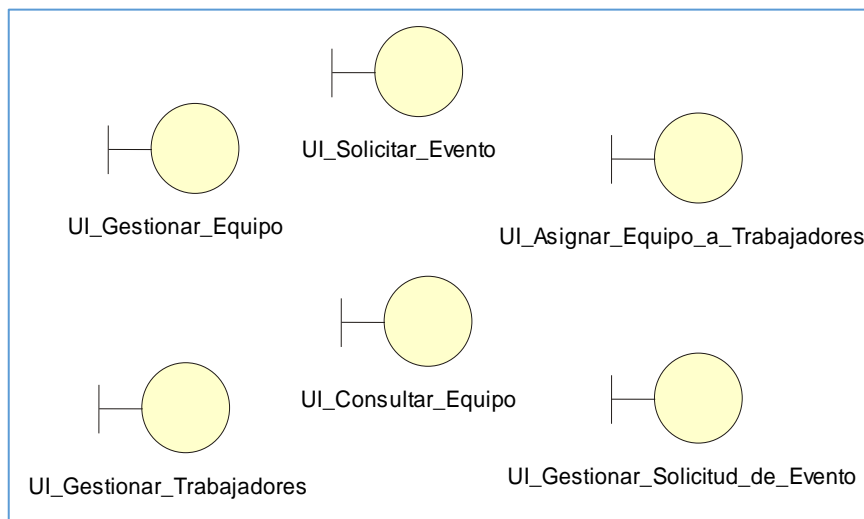 UI_Solicitar_Evento
UI_Gestionar_Equipo
UI_Asignar_Equipo_a_Trabajadores
UI_Consultar_Equipo
UI_Gestionar_Trabajadores
UI_Gestionar_Solicitud_de_Evento